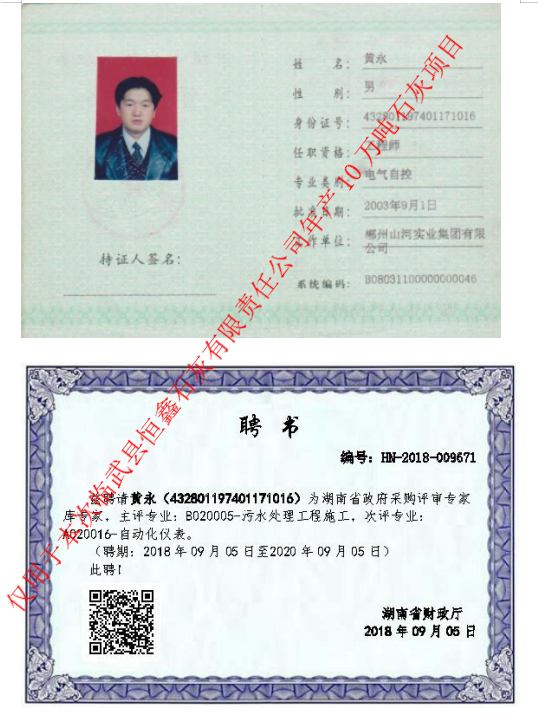 姓 名: 黄永
性 别: 男
身份证号: 432801197401171016
任职资格: 工程师
专业类别: 电气自控
批准日期: 2003年9月1日
工作单位: 郴州山河实业集团有限
公司
持证人签名:
系统编码: B08031100000000046
仅用于本次临武县恒鑫石灰有限责任公司年产10万吨石灰项目
聘 书
编号: HN-2018-009671
兹聘请黄永（432801197401171016）为湖南省政府采购评审专家
库专家, 主评专业: B020005-污水处理工程施工, 次评专业:
A020016-自动化仪表。
（聘期: 2018 年 09 月 05 日至2020 年 09 月 05 日）
此聘!
湖南省财政厅
2018 年 09 月 05 日